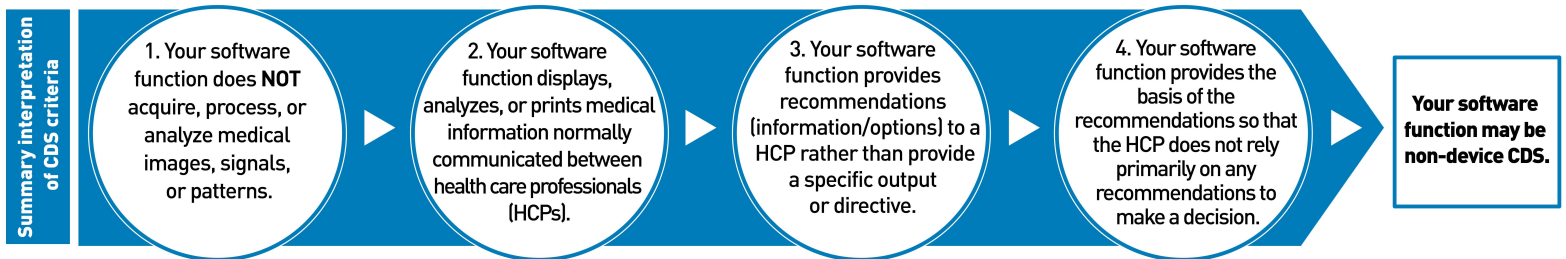 Summary interpretation
of CDS criteria
1. Your software
function does NOT
acquire, process, or
analyze medical
images, signals,
or patterns.
2. Your software
function displays,
analyzes, or prints medical
information normally
communicated between
health care professionals
(HCPs).
3. Your software
function provides
recommendations
(information/options) to a
HCP rather than provide
a specific output
or directive.
4. Your software
function provides the
basis of the
recommendations so that
the HCP does not rely
primarily on any
recommendations to
make a decision.
Your software
function may be
non-device CDS.